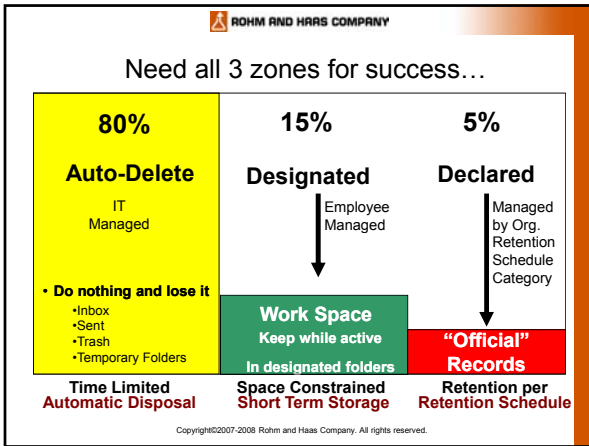 ROHM AND HAAS COMPANY
Need all 3 zones for success…
80%
Auto-Delete
IT
Managed
• Do nothing and lose it
•Inbox
•Sent
•Trash
•Temporary Folders
Time Limited
Automatic Disposal
15%
Designated
Employee
Managed
Work Space
Keep while active
In designated folders
Space Constrained
Short Term Storage
5%
Declared
Managed
by Org.
Retention
Schedule
Category
“Official”
Records
Retention per
Retention Schedule
Copyright©2007-2008 Rohm and Haas Company. All rights reserved.